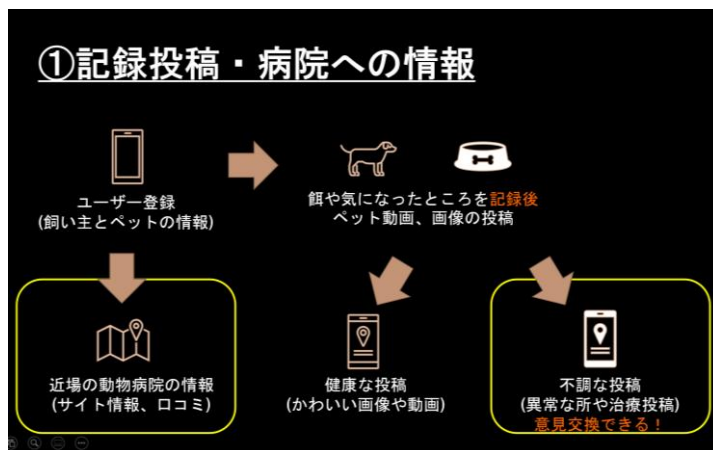 ①記録投稿・病院への情報
ユーザー登録
(飼い主とペットの情報)
餌や気になったところを記録後
ペット動画、画像の投稿
近場の動物病院の情報
(サイト情報、口コミ)
健康な投稿
(かわいい画像や動画)
不調な投稿
(異常な所や治療投稿)
意見交換できる！